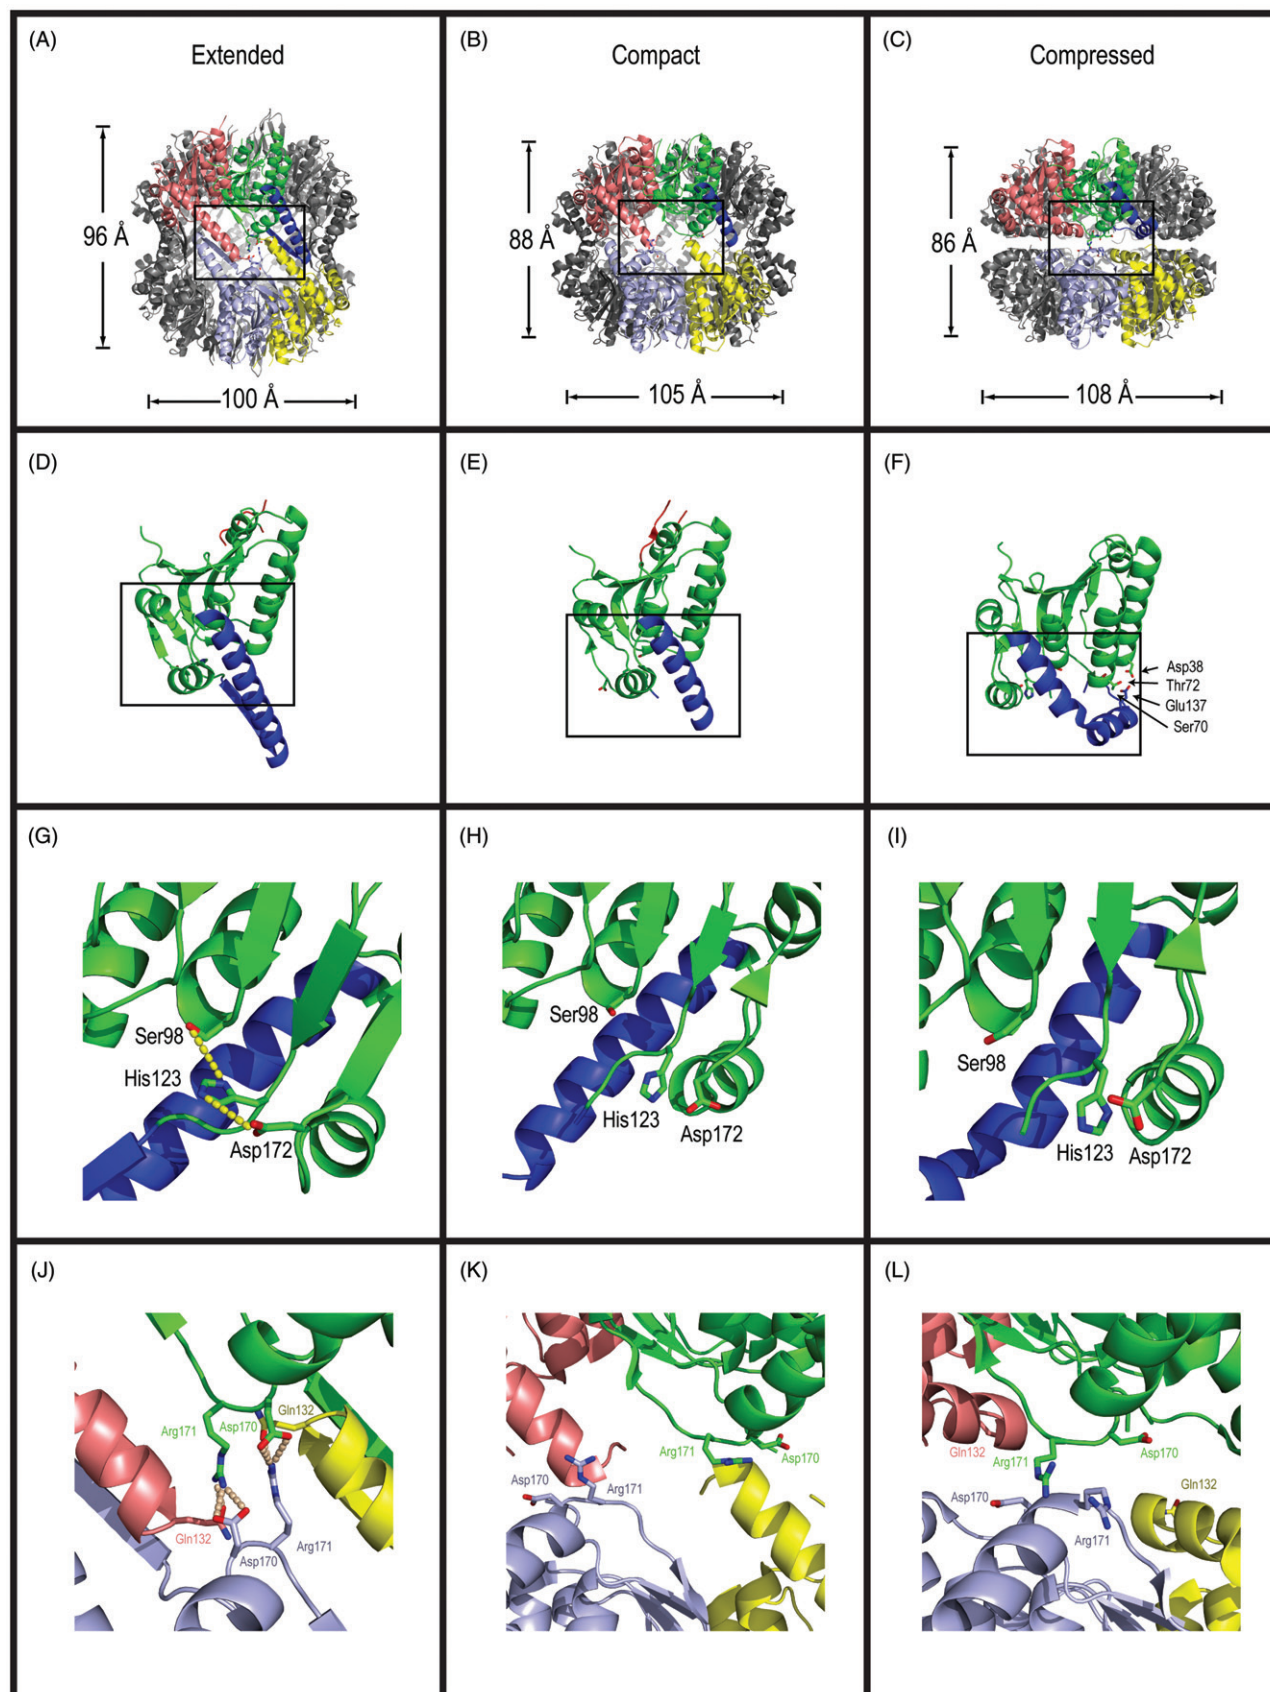 (A)
Extended
96 Å
100 Å
(B)
Compact
88 Å
105 Å
(C)
Compressed
86 Å
108 Å
(D)
(E)
(F)
Asp38
Thr72
Glu137
Ser70
(G)
Ser98
His123
Asp172
(H)
Ser98
His123
Asp172
(I)
Ser98
His123
Asp172
(J)
Gln132
Asp170
Arg171
Gln132
Asp170
Arg171
(K)
Arg171
Asp170
Asp170
Arg171
(L)
Gln132
Arg171
Asp170
Asp170
Gln132
Arg171